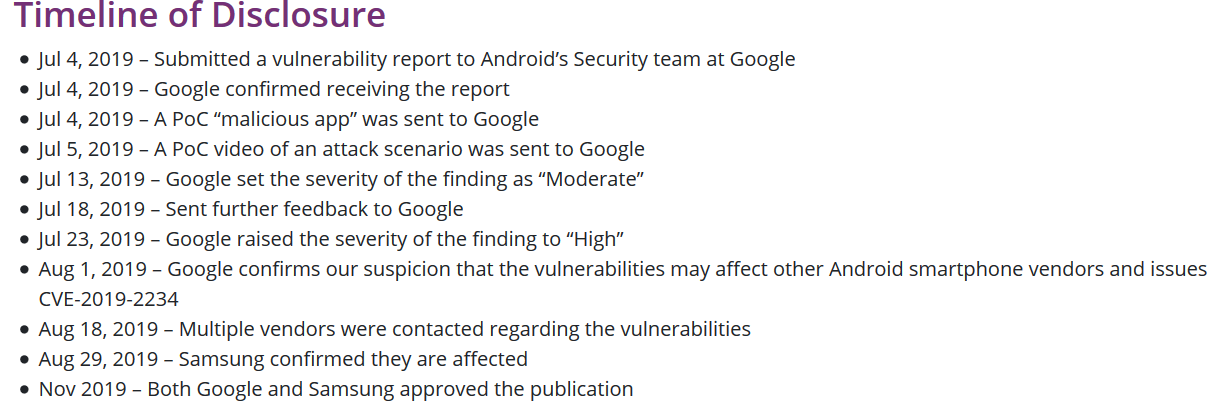 Timeline of Disclosure
• Jul 4, 2019 – Submitted a vulnerability report to Android’s Security team at Google
• Jul 4, 2019 – Google confirmed receiving the report
• Jul 4, 2019 – A PoC “malicious app” was sent to Google
• Jul 5, 2019 – A PoC video of an attack scenario was sent to Google
• Jul 13, 2019 – Google set the severity of the finding as “Moderate”
• Jul 18, 2019 – Sent further feedback to Google
• Jul 23, 2019 – Google raised the severity of the finding to “High”
• Aug 1, 2019 – Google confirms our suspicion that the vulnerabilities may affect other Android smartphone vendors and issues
CVE-2019-2234
• Aug 18, 2019 – Multiple vendors were contacted regarding the vulnerabilities
• Aug 29, 2019 – Samsung confirmed they are affected
• Nov 2019 – Both Google and Samsung approved the publication